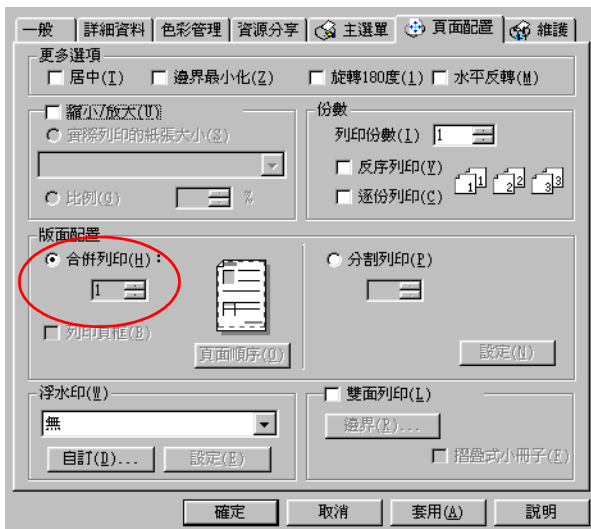 一般 詳細資料 色彩管理 資源分享 主選單 頁面配置 維護
更多選項
居中(I) 邊界最小化(Z) 旋轉180度(1) 水平反轉(M)
縮小/放大(U) 份數
實際列印的紙張大小(S) 列印份數(I) 1
反序列印(V)
比例(G) % 逐份列印(C)
1 1 2 2 3 3
版面配置
合併列印(H): 分割列印(P)
1
列印頁框(B)
頁面順序(O) 設定(N)
浮水印(W) 雙面列印(L)
無 邊界(R)...
自訂(D)... 設定(E) 摺疊式小冊子(F)
確定 取消 套用(A) 說明